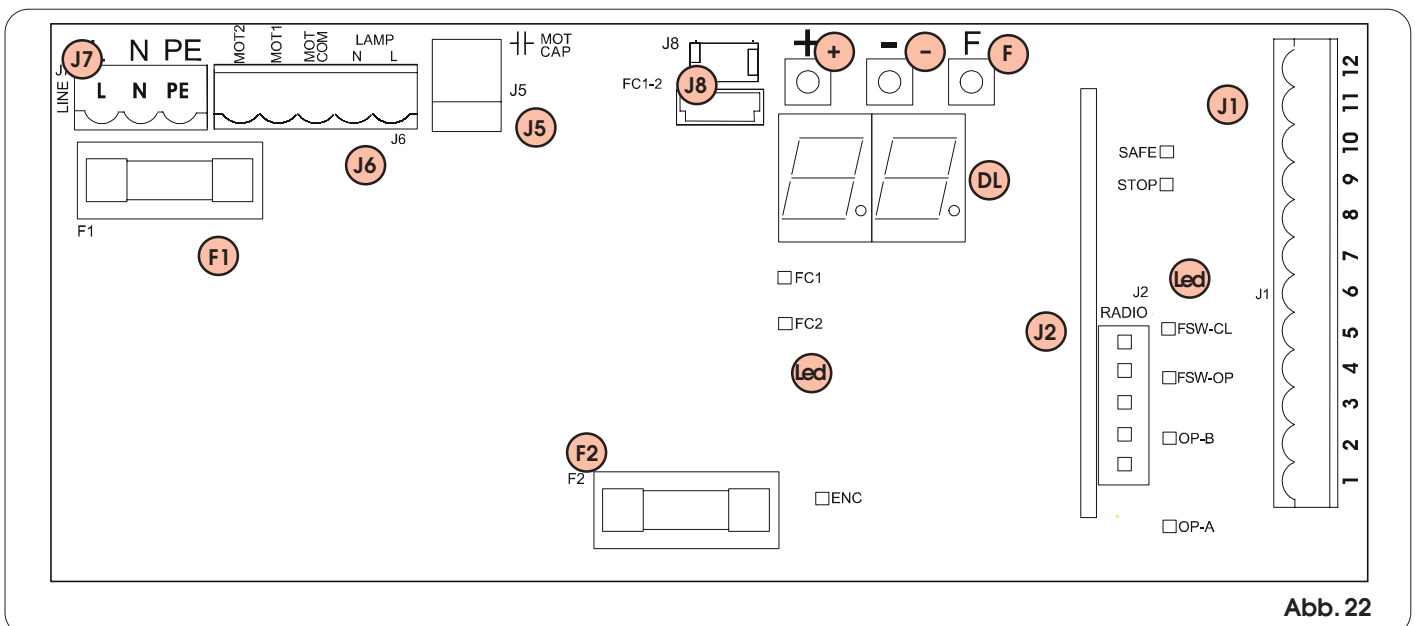 J7 N PE
LINE
L N PE
MOT2
MOT1
MOT COM
LAMP
N L
J6
J6
MOT CAP
J5
J5
J8
FC1-2
J8
+ +
- -
F F
DL
F1
F1
FC1
FC2
Led
F2
F2
ENC
SAFE
STOP
J2
J2
RADIO
Led
FSW-CL
FSW-OP
OP-B
OP-A
J1
J1
12
11
10
9
8
7
6
5
4
3
2
1
Abb. 22